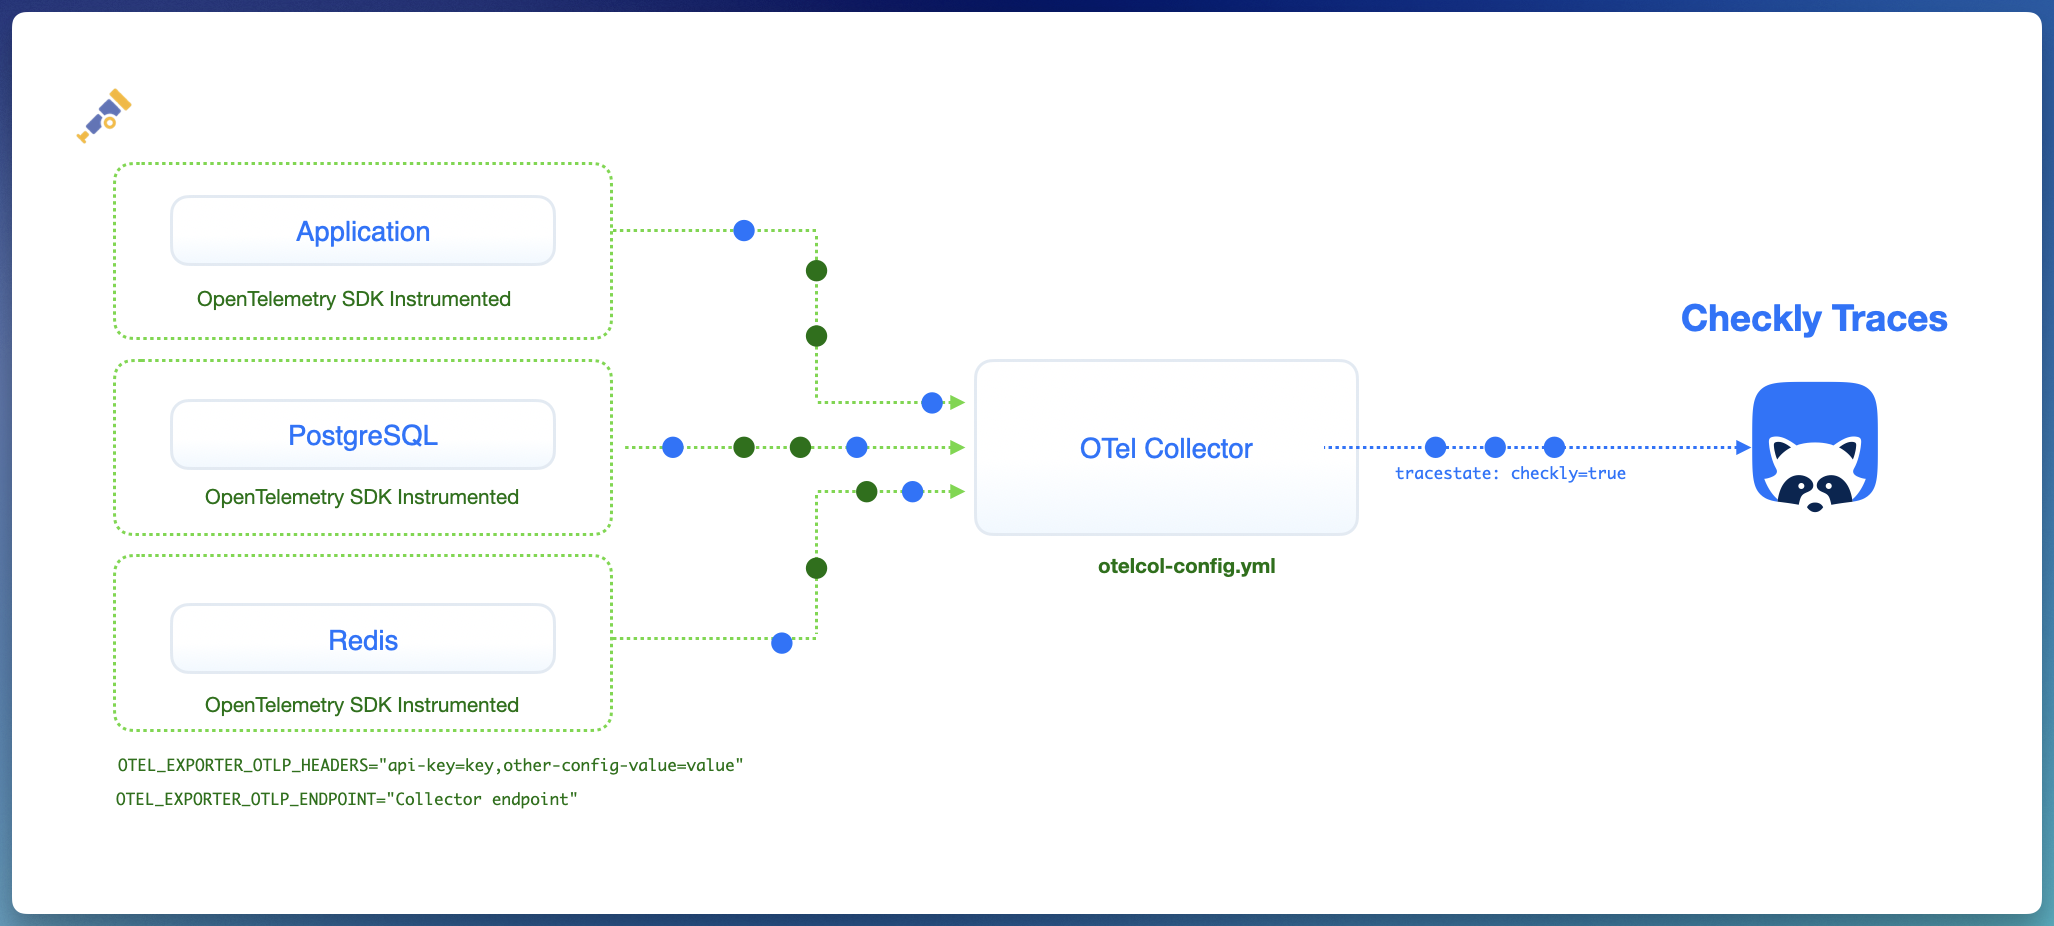 Application
OpenTelemetry SDK Instrumented
PostgreSQL
OpenTelemetry SDK Instrumented
Redis
OpenTelemetry SDK Instrumented
OTEL_EXPORTER_OTLP_HEADERS="api-key=key,other-config-value=value"
OTEL_EXPORTER_OTLP_ENDPOINT="Collector endpoint"
OTel Collector
otelcol-config.yml
tracestate: checkly=true
Checkly Traces